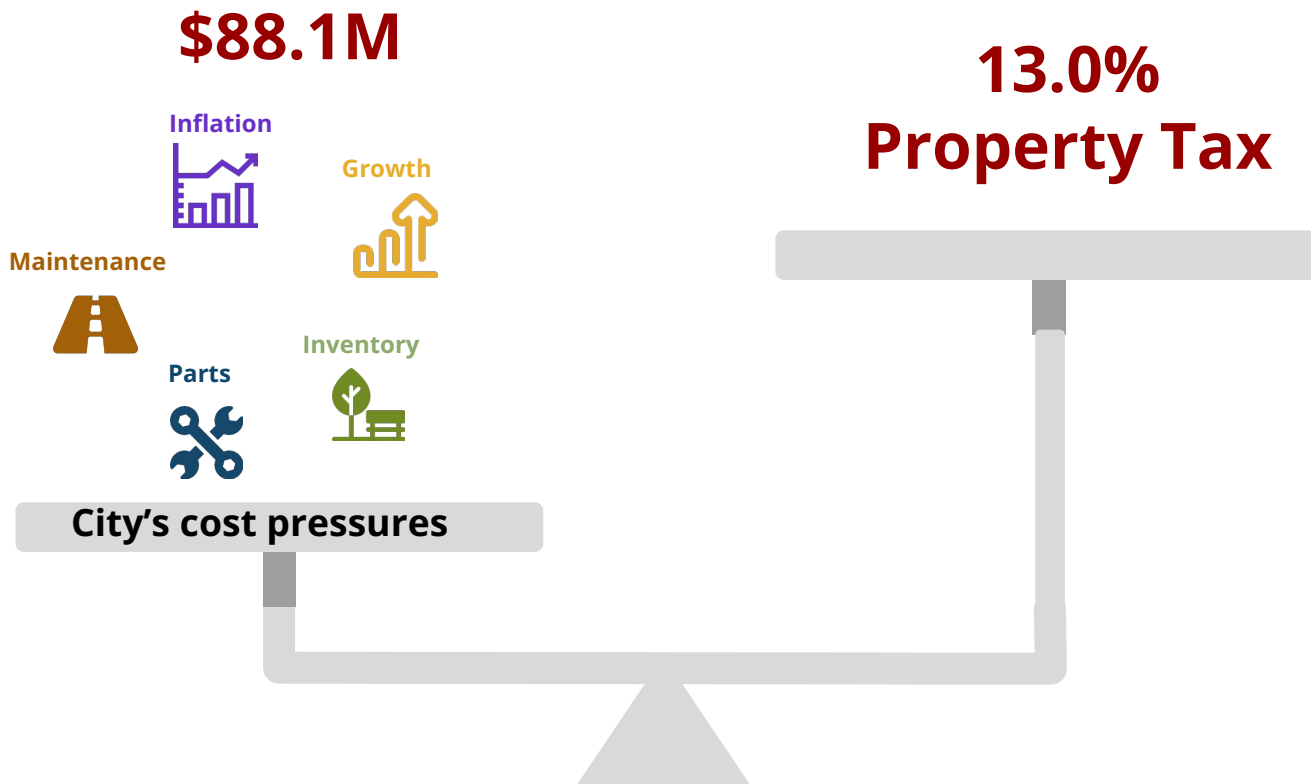 $88.1M
13.0%
Property Tax
Inflation
Growth
Maintenance
Inventory
Parts
City’s cost pressures